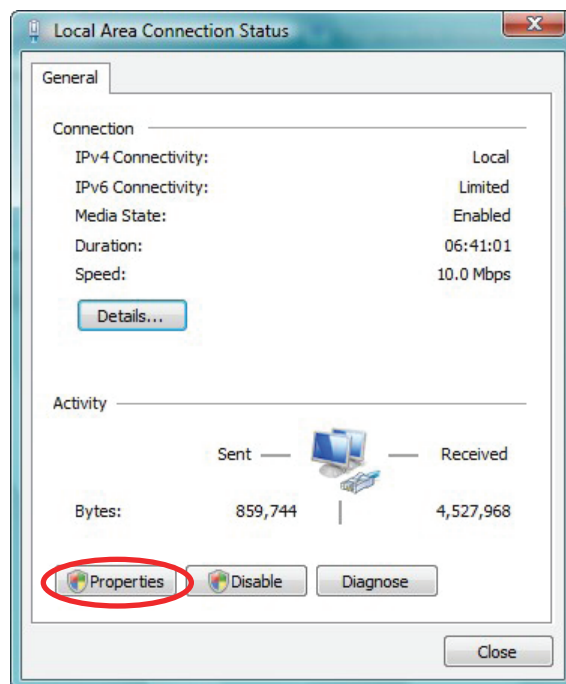 Local Area Connection Status
General
Connection
IPv4 Connectivity: Local
IPv6 Connectivity: Limited
Media State: Enabled
Duration: 06:41:01
Speed: 10.0 Mbps
Details...
Activity
Sent — — Received
Bytes: 859,744 | 4,527,968
Properties Disable Diagnose
Close